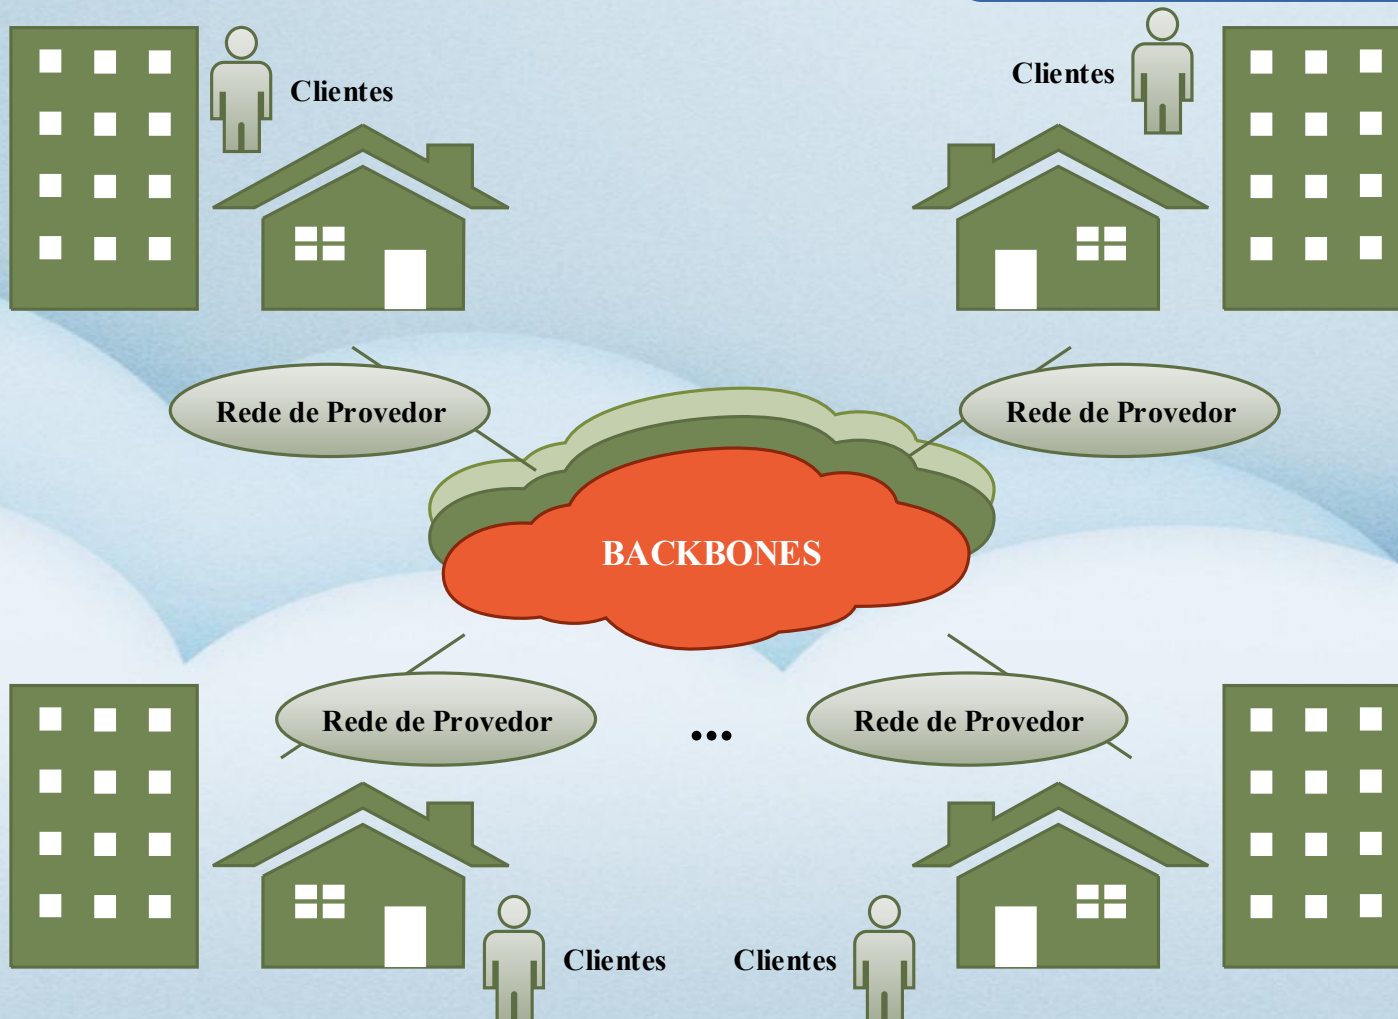 Clientes
Clientes
Rede de Provedor
Rede de Provedor
BACKBONES
Rede de Provedor
...
Rede de Provedor
Clientes
Clientes